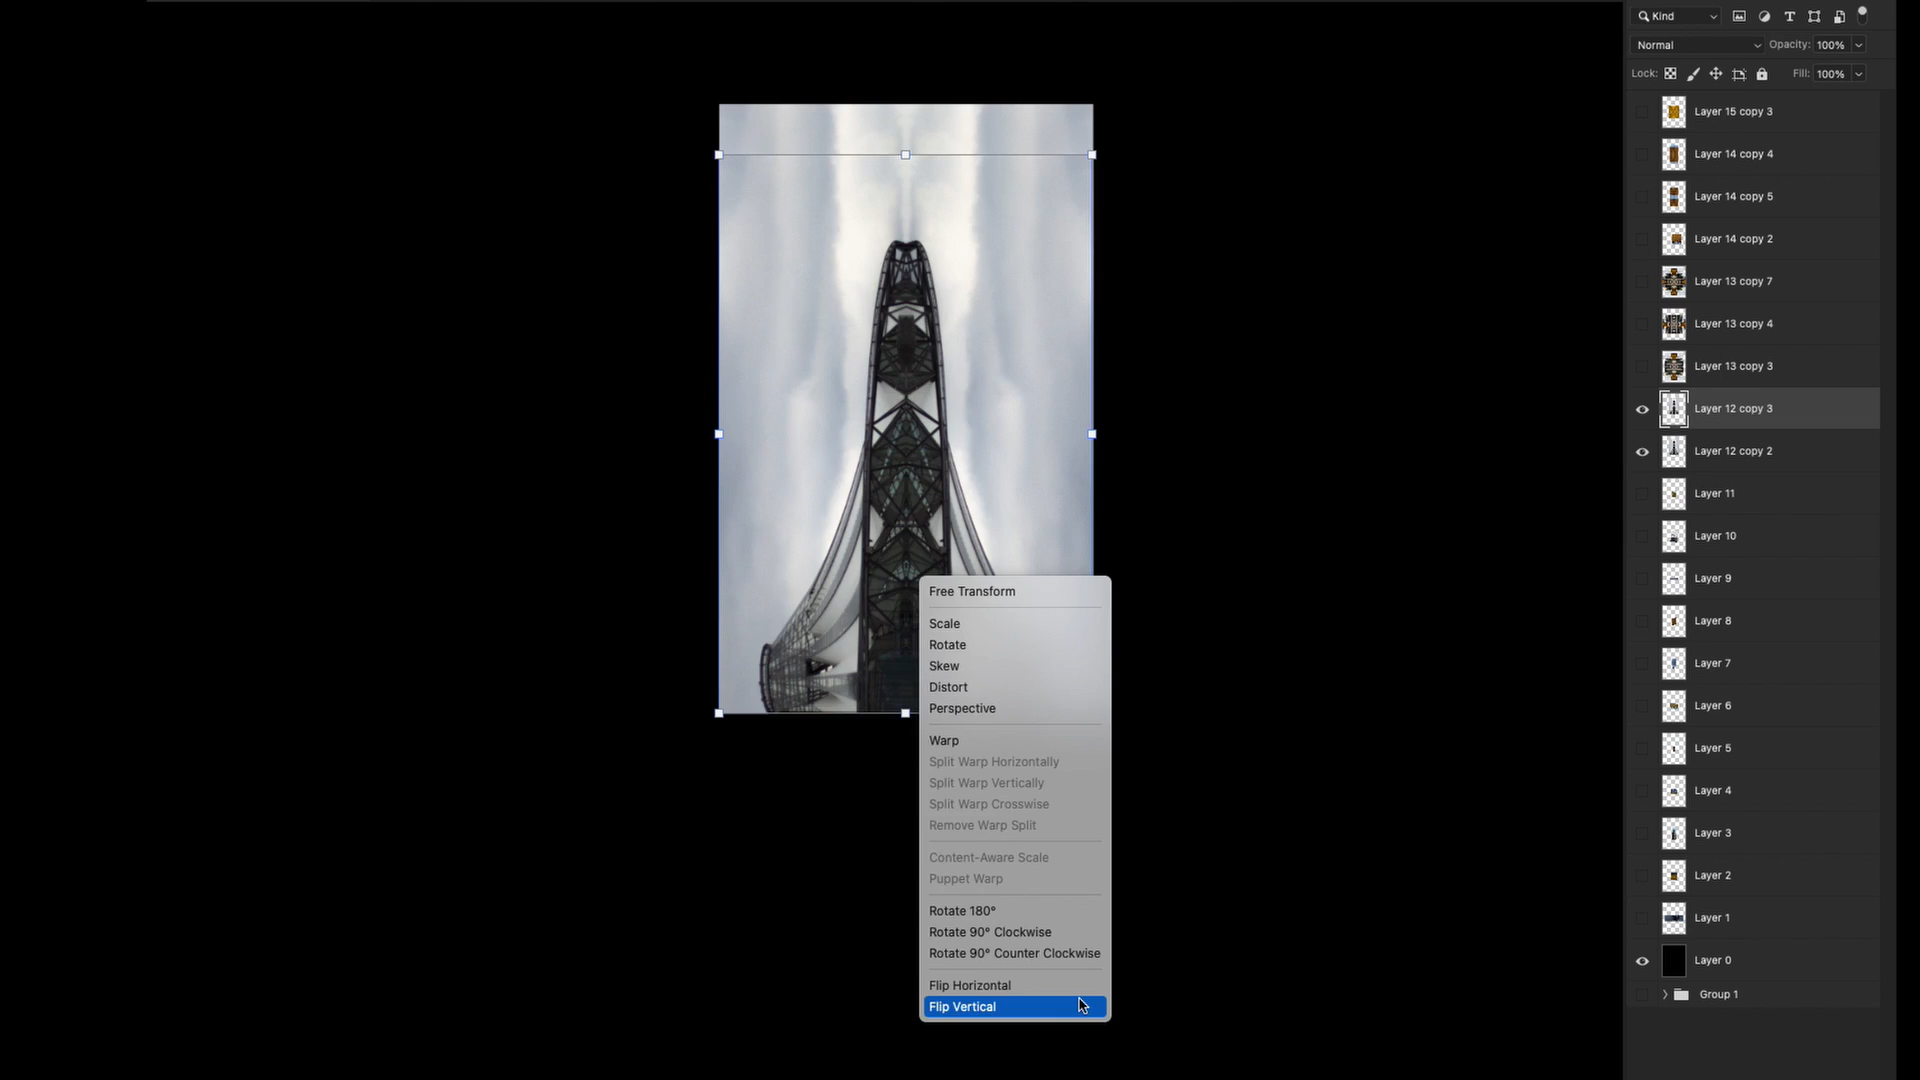 Kind
Normal
Opacity: 100%
Lock:
Fill: 100%
Layer 15 copy 3
Layer 14 copy 4
Layer 14 copy 5
Layer 14 copy 2
Layer 13 copy 7
Layer 13 copy 4
Layer 13 copy 3
Layer 12 copy 3
Layer 12 copy 2
Layer 11
Layer 10
Layer 9
Layer 8
Layer 7
Layer 6
Layer 5
Layer 4
Layer 3
Layer 2
Layer 1
Layer 0
Group 1
Free Transform
Scale
Rotate
Skew
Distort
Perspective
Warp
Split Warp Horizontally
Split Warp Vertically
Split Warp Crosswise
Remove Warp Split
Content-Aware Scale
Puppet Warp
Rotate 180°
Rotate 90° Clockwise
Rotate 90° Counter Clockwise
Flip Horizontal
Flip Vertical